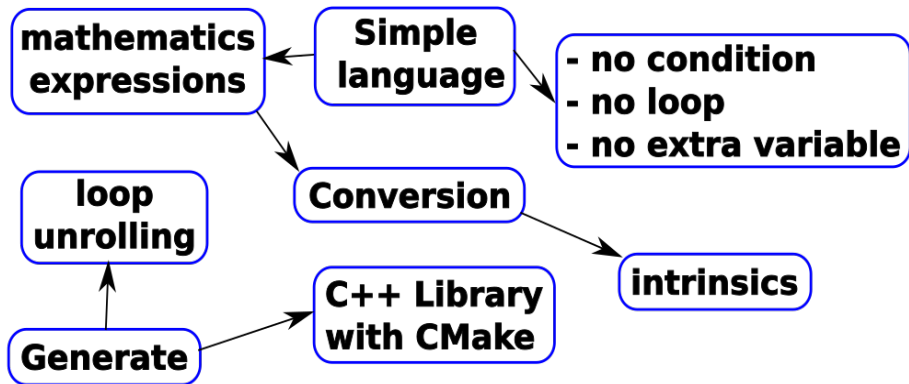 mathematics
expressions
Simple
language
- no condition
- no loop
- no extra variable
Conversion
intrinsics
loop
unrolling
C++ Library
with CMake
Generate